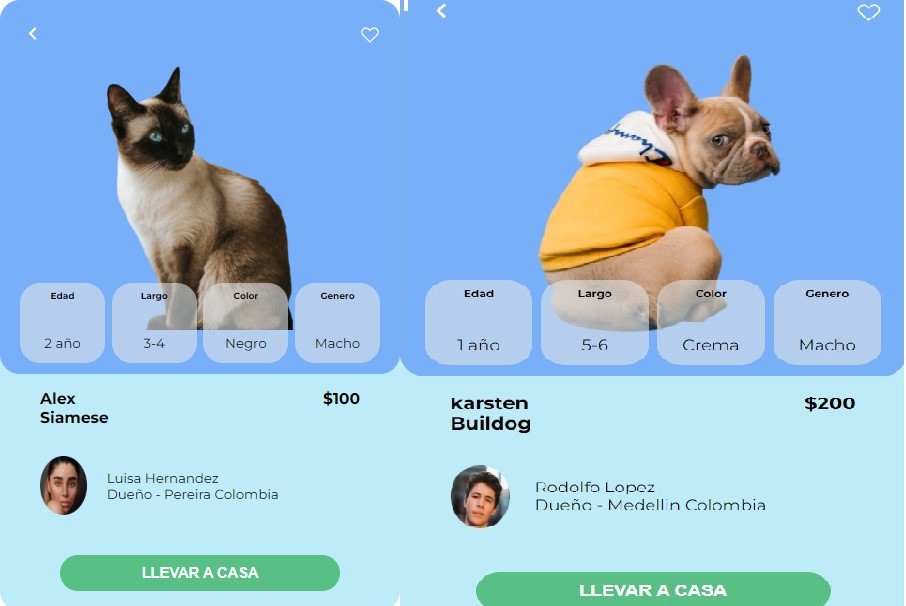 Edad
Largo
Color
Genero
2 año
3-4
Negro
Macho
Alex
$100
Siamese
Luisa Hernandez
Dueño - Pereira Colombia
LLEVAR A CASA
Champ
Edad
Largo
Color
Genero
1 año
5-6
Crema
Macho
karsten
$200
Buildog
Rodolfo Lopez
Dueño - Medellin Colombia
LLEVAR A CASA